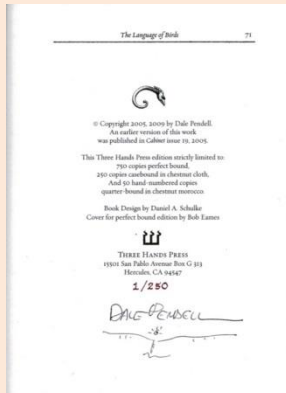 The Language of Birds 71
© Copyright 2005, 2009 by Dale Pendell.
An earlier version of this work
was published in Cabinet issue 19, 2005.
This Three Hands Press edition strictly limited to:
750 copies perfect bound,
250 copies casebound in chestnut cloth,
And 50 hand-numbered copies
quarter-bound in chestnut morocco.
Book Design by Daniel A. Schulke
Cover for perfect bound edition by Bob Eames
THREE HANDS PRESS
15501 San Pablo Avenue Box G 313
Hercules, CA 94547
1/250
DALE PENDELL